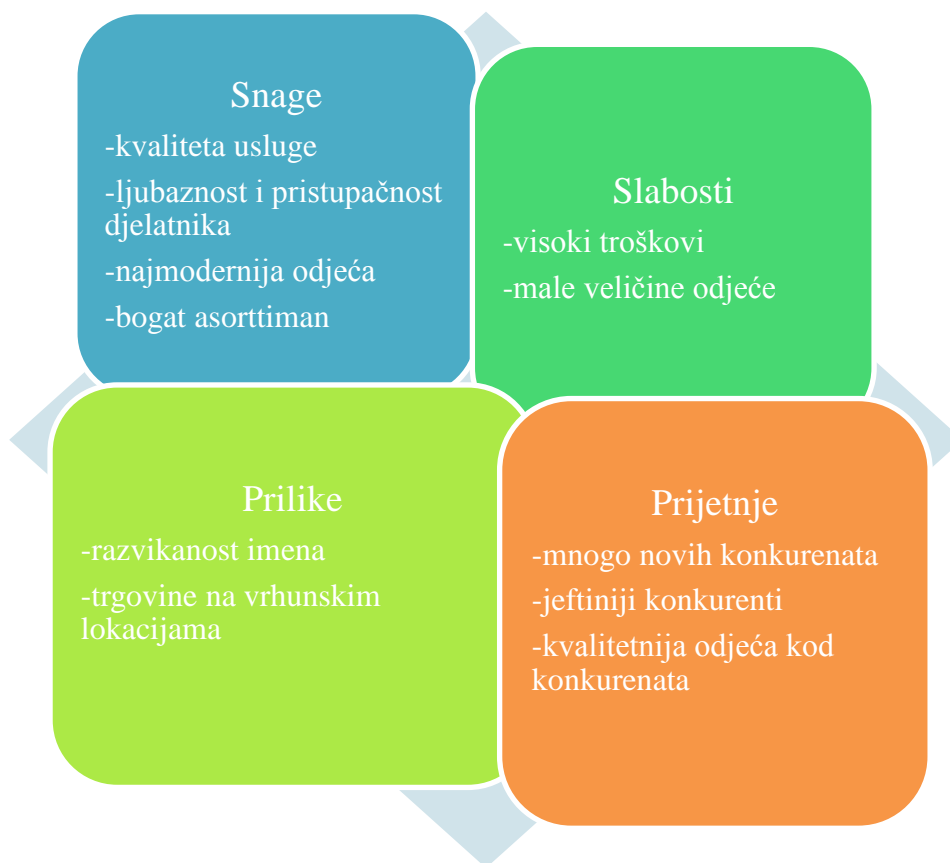 Snage
-kvaliteta usluge
-ljubaznost i pristupačnost
djelatnika
-najmodernija odjeća
-bogat asorttiman
Slabosti
-visoki troškovi
-male veličine odjeće
Prilike
-razvikanost imena
-trgovine na vrhunskim
lokacijama
Prijetnje
-mnogo novih konkurenata
-jeftiniji konkurenti
-kvalitetnija odjeća kod
konkurenata